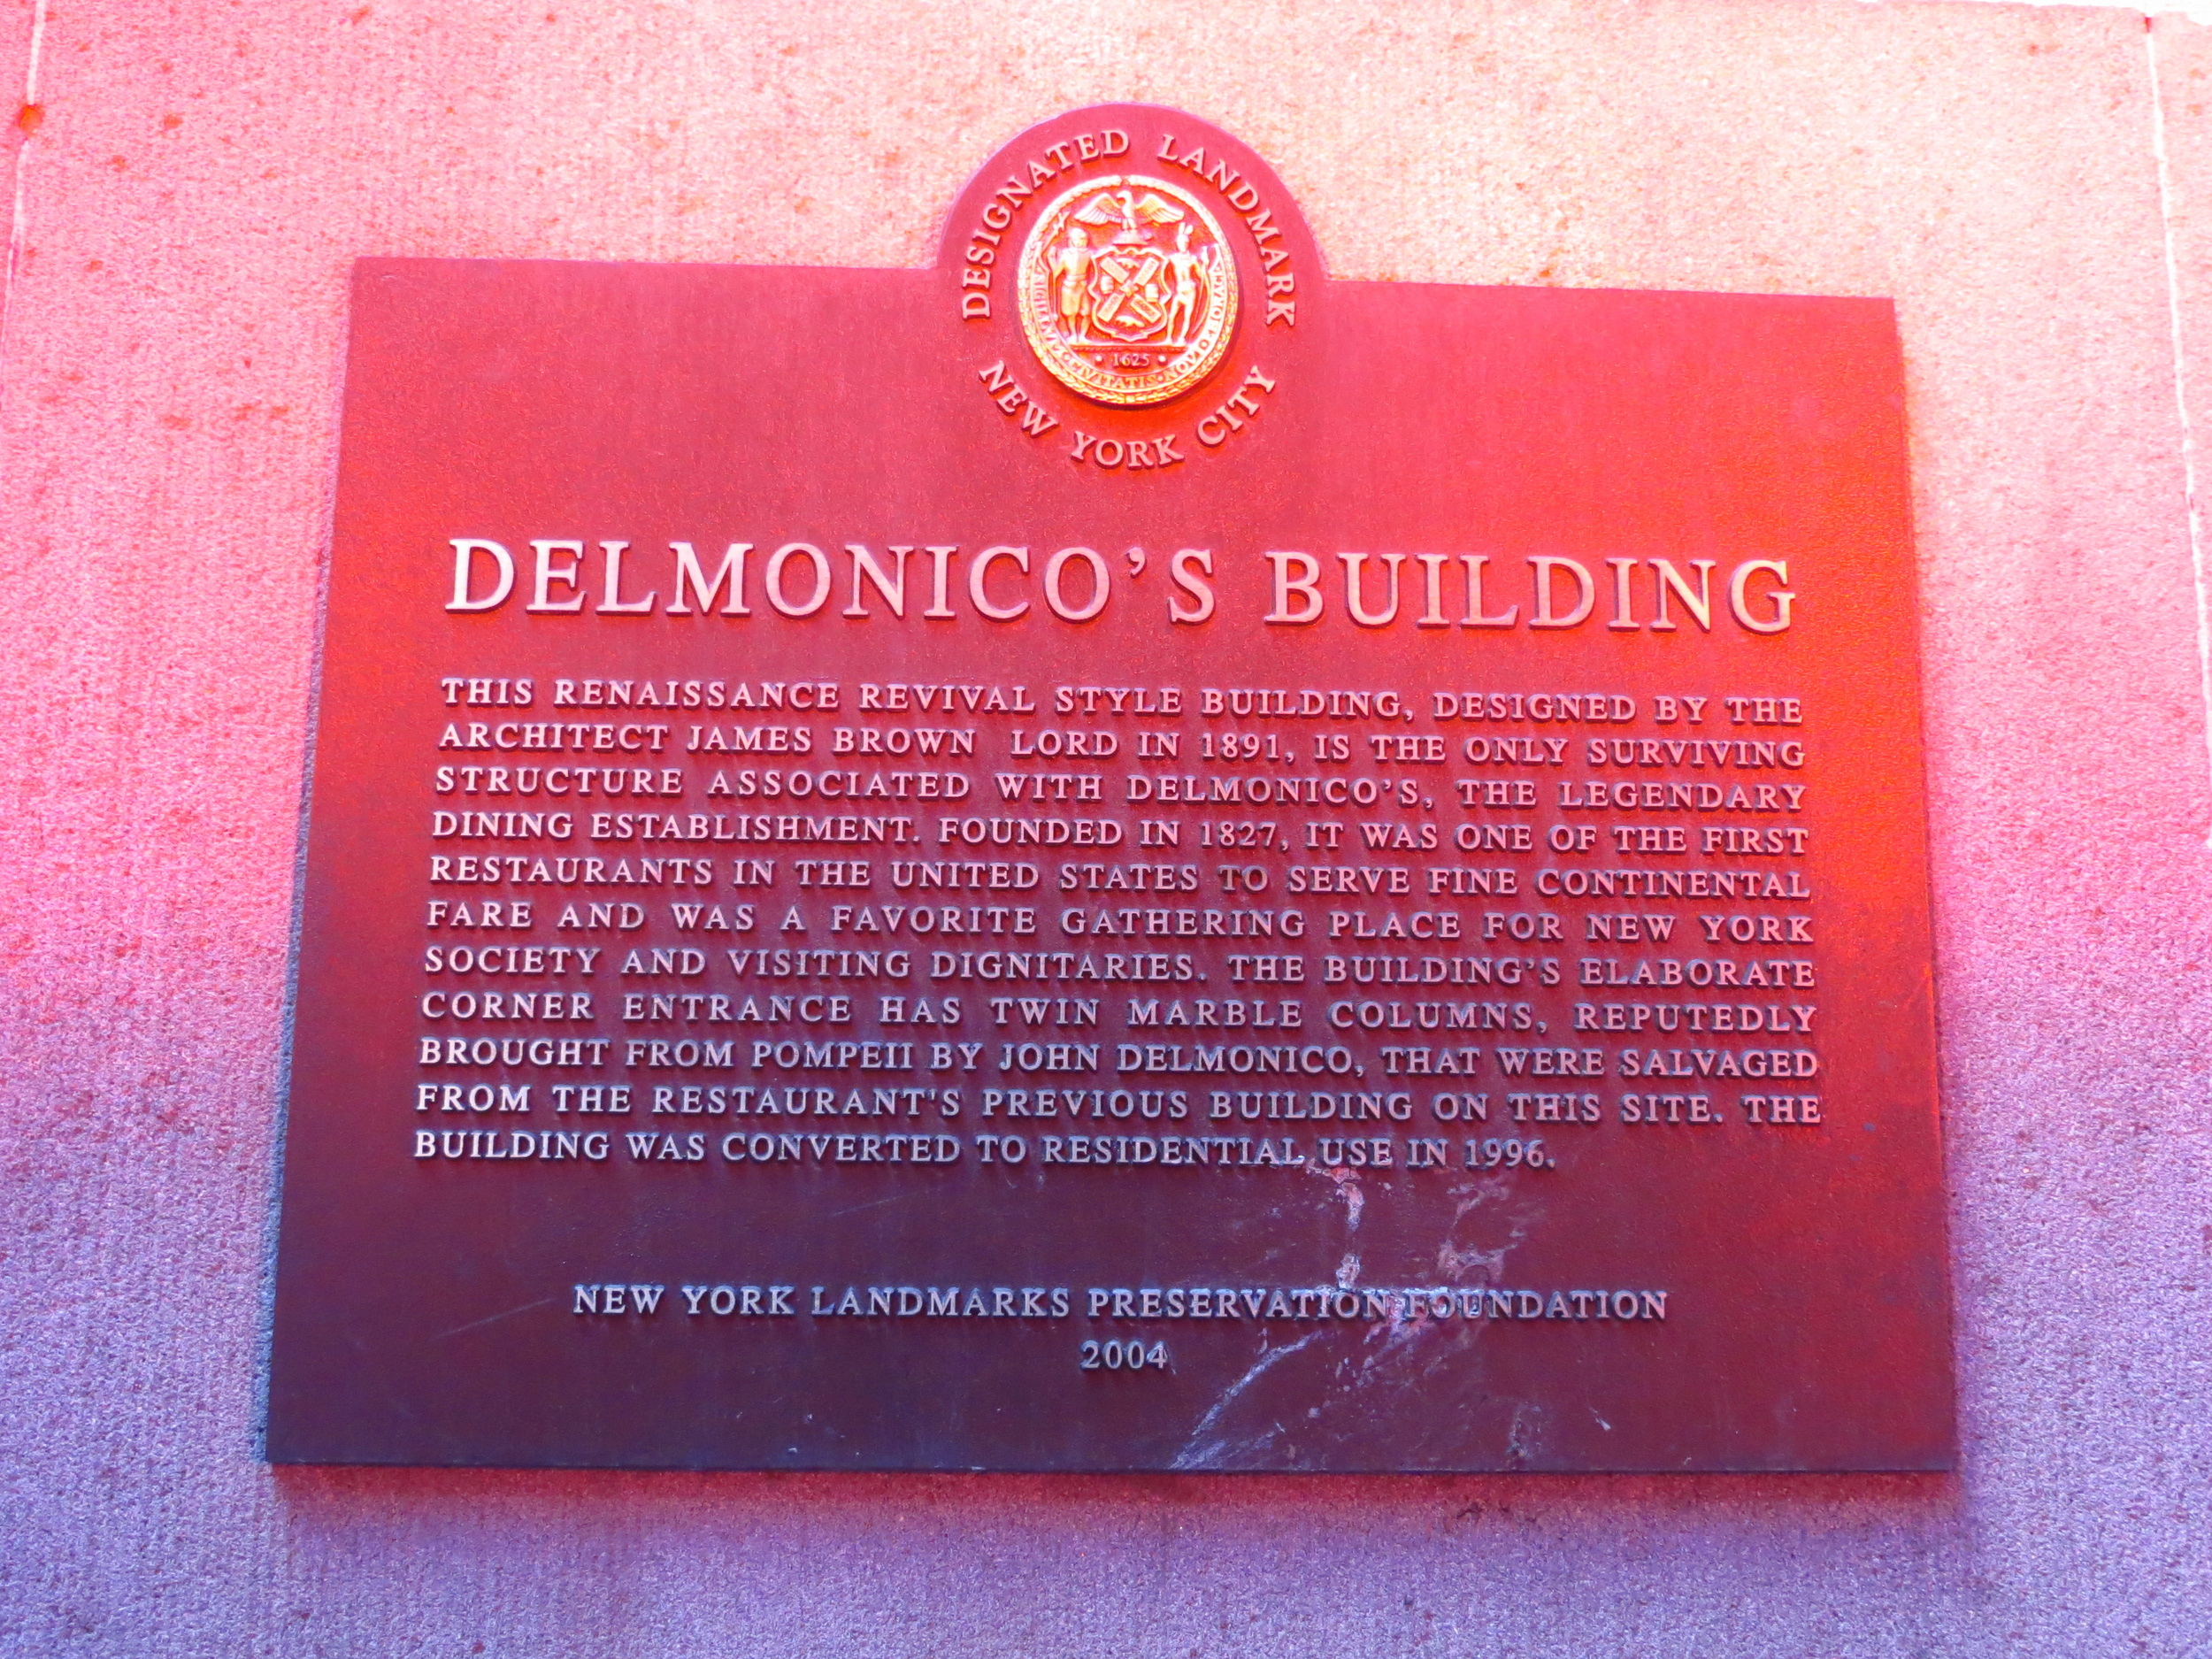 DESIGNATED LANDMARK
SIGILLVM CIVITATIS NOVI EBORACI
1625
NEW YORK CITY
DELMONICO'S BUILDING
THIS RENAISSANCE REVIVAL STYLE BUILDING, DESIGNED BY THE
ARCHITECT JAMES BROWN LORD IN 1891, IS THE ONLY SURVIVING
STRUCTURE ASSOCIATED WITH DELMONICO'S, THE LEGENDARY
DINING ESTABLISHMENT. FOUNDED IN 1827, IT WAS ONE OF THE FIRST
RESTAURANTS IN THE UNITED STATES TO SERVE FINE CONTINENTAL
FARE AND WAS A FAVORITE GATHERING PLACE FOR NEW YORK
SOCIETY AND VISITING DIGNITARIES. THE BUILDING'S ELABORATE
CORNER ENTRANCE HAS TWIN MARBLE COLUMNS, REPUTEDLY
BROUGHT FROM POMPEII BY JOHN DELMONICO, THAT WERE SALVAGED
FROM THE RESTAURANT'S PREVIOUS BUILDING ON THIS SITE. THE
BUILDING WAS CONVERTED TO RESIDENTIAL USE IN 1996.
NEW YORK LANDMARKS PRESERVATION FOUNDATION
2004